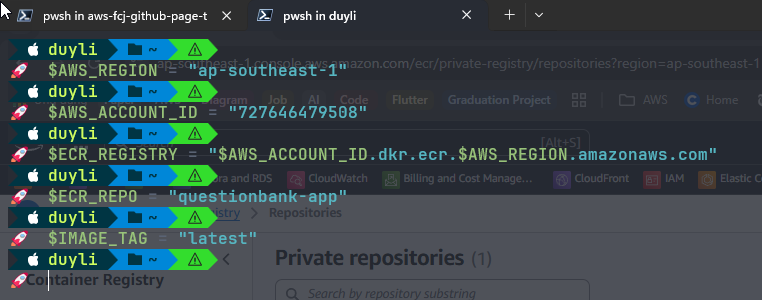 pwsh in aws-fcj-github-page-t
pwsh in duyli
duyli ~
$AWS_REGION = "ap-southeast-1"
ap-southeast-1.console.aws.amazon.com/ecr/private-registry/repositories?region=ap-southeast-1
duyli ~
agram Job AI Code Flutter Graduation Project AWS Home
$AWS_ACCOUNT_ID = "727646479508"
duyli ~
[Alt+S]
$ECR_REGISTRY = "$AWS_ACCOUNT_ID.dkr.ecr.$AWS_REGION.amazonaws.com"
duyli ~
ra and RDS CloudWatch Billing and Cost Manage... CloudFront IAM Elastic C
$ECR_REPO = "questionbank-app"
duyli ~
istry Repositories
$IMAGE_TAG = "latest"
duyli ~
Private repositories (1)
Container Registry
Search by repository substring